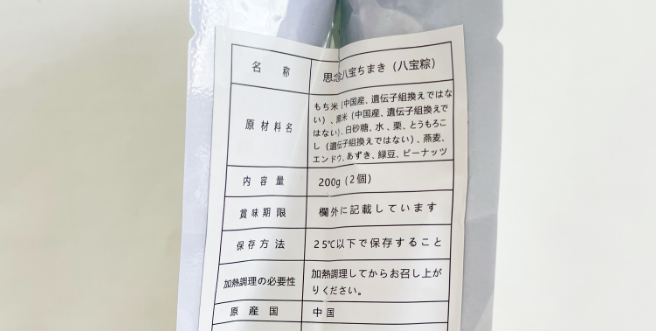 名 称 思念八宝ちまき（八宝粽）
原材料名 もち米（中国産、遺伝子組換えではな
い）、黒米（中国産、遺伝子組換えで
はない）、白砂糖、水、栗、とうもろこ
し（遺伝子組換えではない）、燕麦、
エンドウ、あずき、緑豆、ピーナッツ
内容量 200g（2個）
賞味期限 欄外に記載しています
保存方法 25℃以下で保存すること
加熱調理の必要性 加熱調理してからお召し上が
りください。
原産国 中国